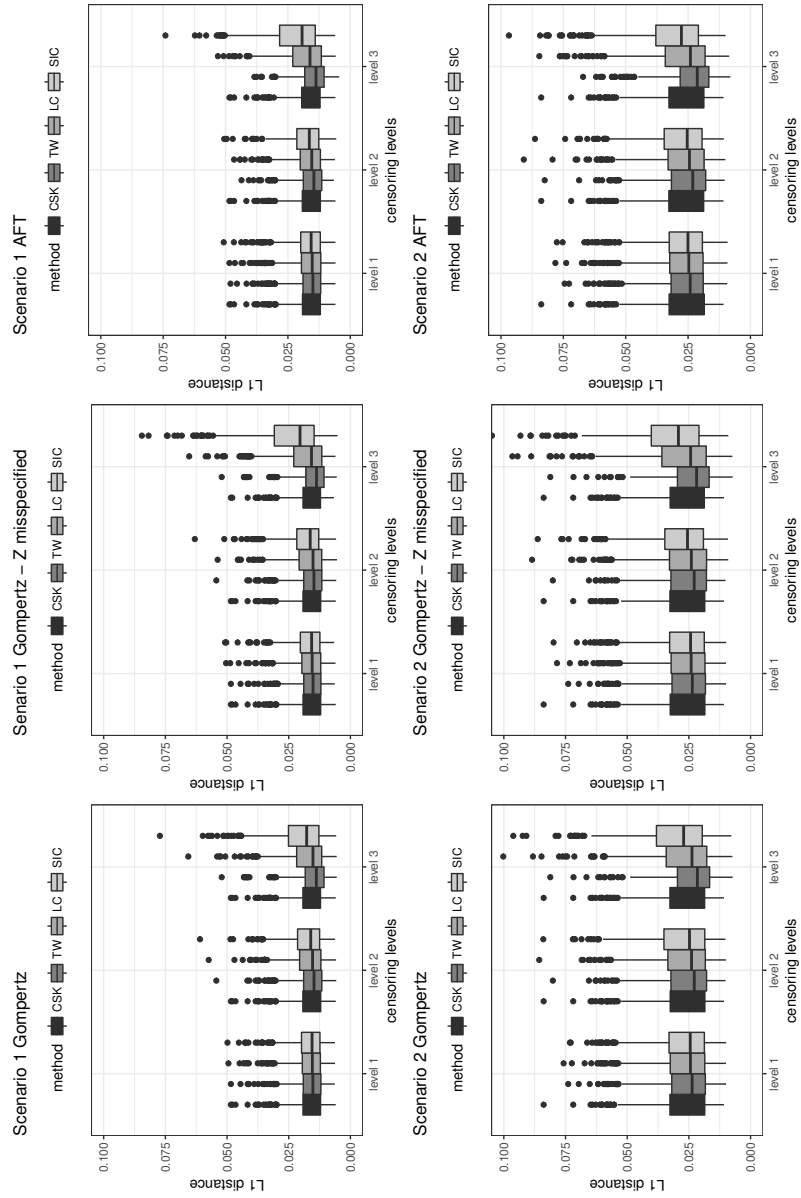 Scenario 1 Gompertz
method CSK TW LC SIC
0.100
0.075
0.050
0.025
0.000
L1 distance
level 1 level 2 level 3
censoring levels
Senario 1 Gompertz − Z misspecified
method CSK TW LC SIC
0.100
0.075
0.050
0.025
0.000
L1 distance
level 1 level 2 level 3
censoring levels
Scenario 1 AFT
method CSK TW LC SIC
0.100
0.075
0.050
0.025
0.000
L1 distance
level 1 level 2 level 3
censoring levels
Scenario 2 Gompertz
method CSK TW LC SIC
0.100
0.075
0.050
0.025
0.000
L1 distance
level 1 level 2 level 3
censoring levels
Senario 2 Gompertz − Z misspecified
method CSK TW LC SIC
0.100
0.075
0.050
0.025
0.000
L1 distance
level 1 level 2 level 3
censoring levels
Scenario 2 AFT
method CSK TW LC SIC
0.100
0.075
0.050
0.025
0.000
L1 distance
level 1 level 2 level 3
censoring levels